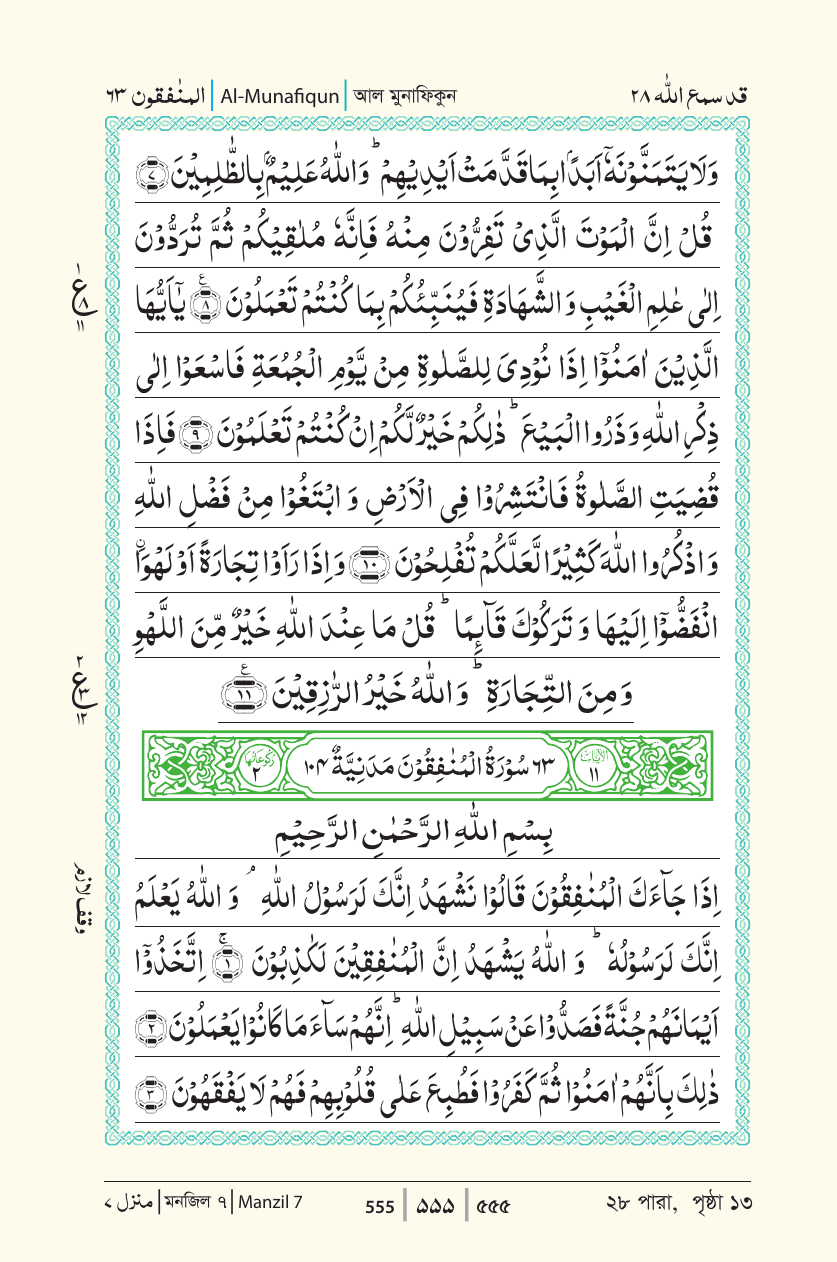 المنٰفقون ٦٣ | Al-Munafiqun | আল মুনাফিকুন
قد سمع الله ٢٨
وَلَا يَتَمَنَّوْنَهٗٓ اَبَدًۢا بِمَا قَدَّمَتْ اَيْدِيْهِمْ ؕ وَاللّٰهُ عَلِيْمٌۢ بِالظّٰلِمِيْنَ ﴿٧﴾
قُلْ اِنَّ الْمَوْتَ الَّذِىْ تَفِرُّوْنَ مِنْهُ فَاِنَّهٗ مُلٰقِيْكُمْ ثُمَّ تُرَدُّوْنَ
اِلٰى عٰلِمِ الْغَيْبِ وَالشَّهَادَةِ فَيُنَبِّئُكُمْ بِمَا كُنْتُمْ تَعْمَلُوْنَ ﴿٨﴾ ع يٰٓاَيُّهَا
ع ٨ ١١
الَّذِيْنَ اٰمَنُوْٓا اِذَا نُوْدِىَ لِلصَّلٰوةِ مِنْ يَّوْمِ الْجُمُعَةِ فَاسْعَوْا اِلٰى
ذِكْرِ اللّٰهِ وَذَرُوا الْبَيْعَ ؕ ذٰلِكُمْ خَيْرٌ لَّكُمْ اِنْ كُنْتُمْ تَعْلَمُوْنَ ﴿٩﴾ فَاِذَا
قُضِيَتِ الصَّلٰوةُ فَانْتَشِرُوْا فِى الْاَرْضِ وَابْتَغُوْا مِنْ فَضْلِ اللّٰهِ
وَاذْكُرُوا اللّٰهَ كَثِيْرًا لَّعَلَّكُمْ تُفْلِحُوْنَ ﴿١٠﴾ وَاِذَا رَاَوْا تِجَارَةً اَوْ لَهْوَاۨ
انْفَضُّوْٓا اِلَيْهَا وَتَرَكُوْكَ قَآئِمًا ؕ قُلْ مَا عِنْدَ اللّٰهِ خَيْرٌ مِّنَ اللَّهْوِ
وَمِنَ التِّجَارَةِ ؕ وَاللّٰهُ خَيْرُ الرّٰزِقِيْنَ ﴿١١﴾ ع
٢ ع ٣ ١٢
الآيات ١١ ٦٣ سُوْرَةُ الْمُنٰفِقُوْنَ مَدَنِيَّةٌ ١٠٤ ركوعاتها ٢
بِسْمِ اللّٰهِ الرَّحْمٰنِ الرَّحِيْمِ
اِذَا جَآءَكَ الْمُنٰفِقُوْنَ قَالُوْا نَشْهَدُ اِنَّكَ لَرَسُوْلُ اللّٰهِ ۘ وَاللّٰهُ يَعْلَمُ
وقف لازم
اِنَّكَ لَرَسُوْلُهٗ ؕ وَاللّٰهُ يَشْهَدُ اِنَّ الْمُنٰفِقِيْنَ لَكٰذِبُوْنَ ﴿١﴾ۚ اِتَّخَذُوْٓا
اَيْمَانَهُمْ جُنَّةً فَصَدُّوْا عَنْ سَبِيْلِ اللّٰهِ ؕ اِنَّهُمْ سَآءَ مَا كَانُوْا يَعْمَلُوْنَ ﴿٢﴾
ذٰلِكَ بِاَنَّهُمْ اٰمَنُوْا ثُمَّ كَفَرُوْا فَطُبِعَ عَلٰى قُلُوْبِهِمْ فَهُمْ لَا يَفْقَهُوْنَ ﴿٣﴾
منزل ٧ | মনজিল ৭ | Manzil 7
555 | ۵۵۵ | ৫৫৫
২৮ পারা, পৃষ্ঠা ১৩